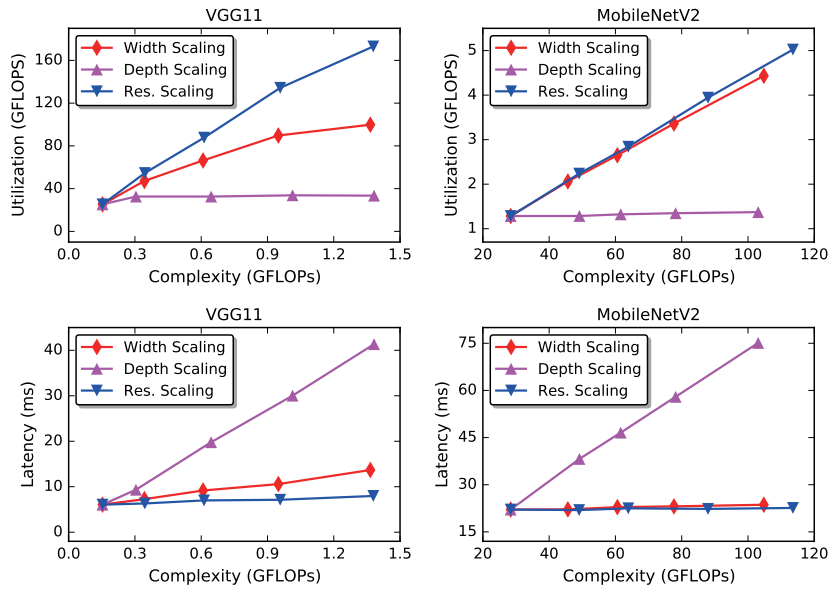 VGG11
Utilization (GFLOPS)
160
120
80
40
0
Width Scaling
Depth Scaling
Res. Scaling
0.0 0.3 0.6 0.9 1.2 1.5
Complexity (GFLOPs)
MobileNetV2
Utilization (GFLOPS)
5
4
3
2
1
Width Scaling
Depth Scaling
Res. Scaling
20 40 60 80 100 120
Complexity (GFLOPs)
VGG11
Latency (ms)
40
30
20
10
0
Width Scaling
Depth Scaling
Res. Scaling
0.0 0.3 0.6 0.9 1.2 1.5
Complexity (GFLOPs)
MobileNetV2
Latency (ms)
75
60
45
30
15
Width Scaling
Depth Scaling
Res. Scaling
20 40 60 80 100 120
Complexity (GFLOPs)